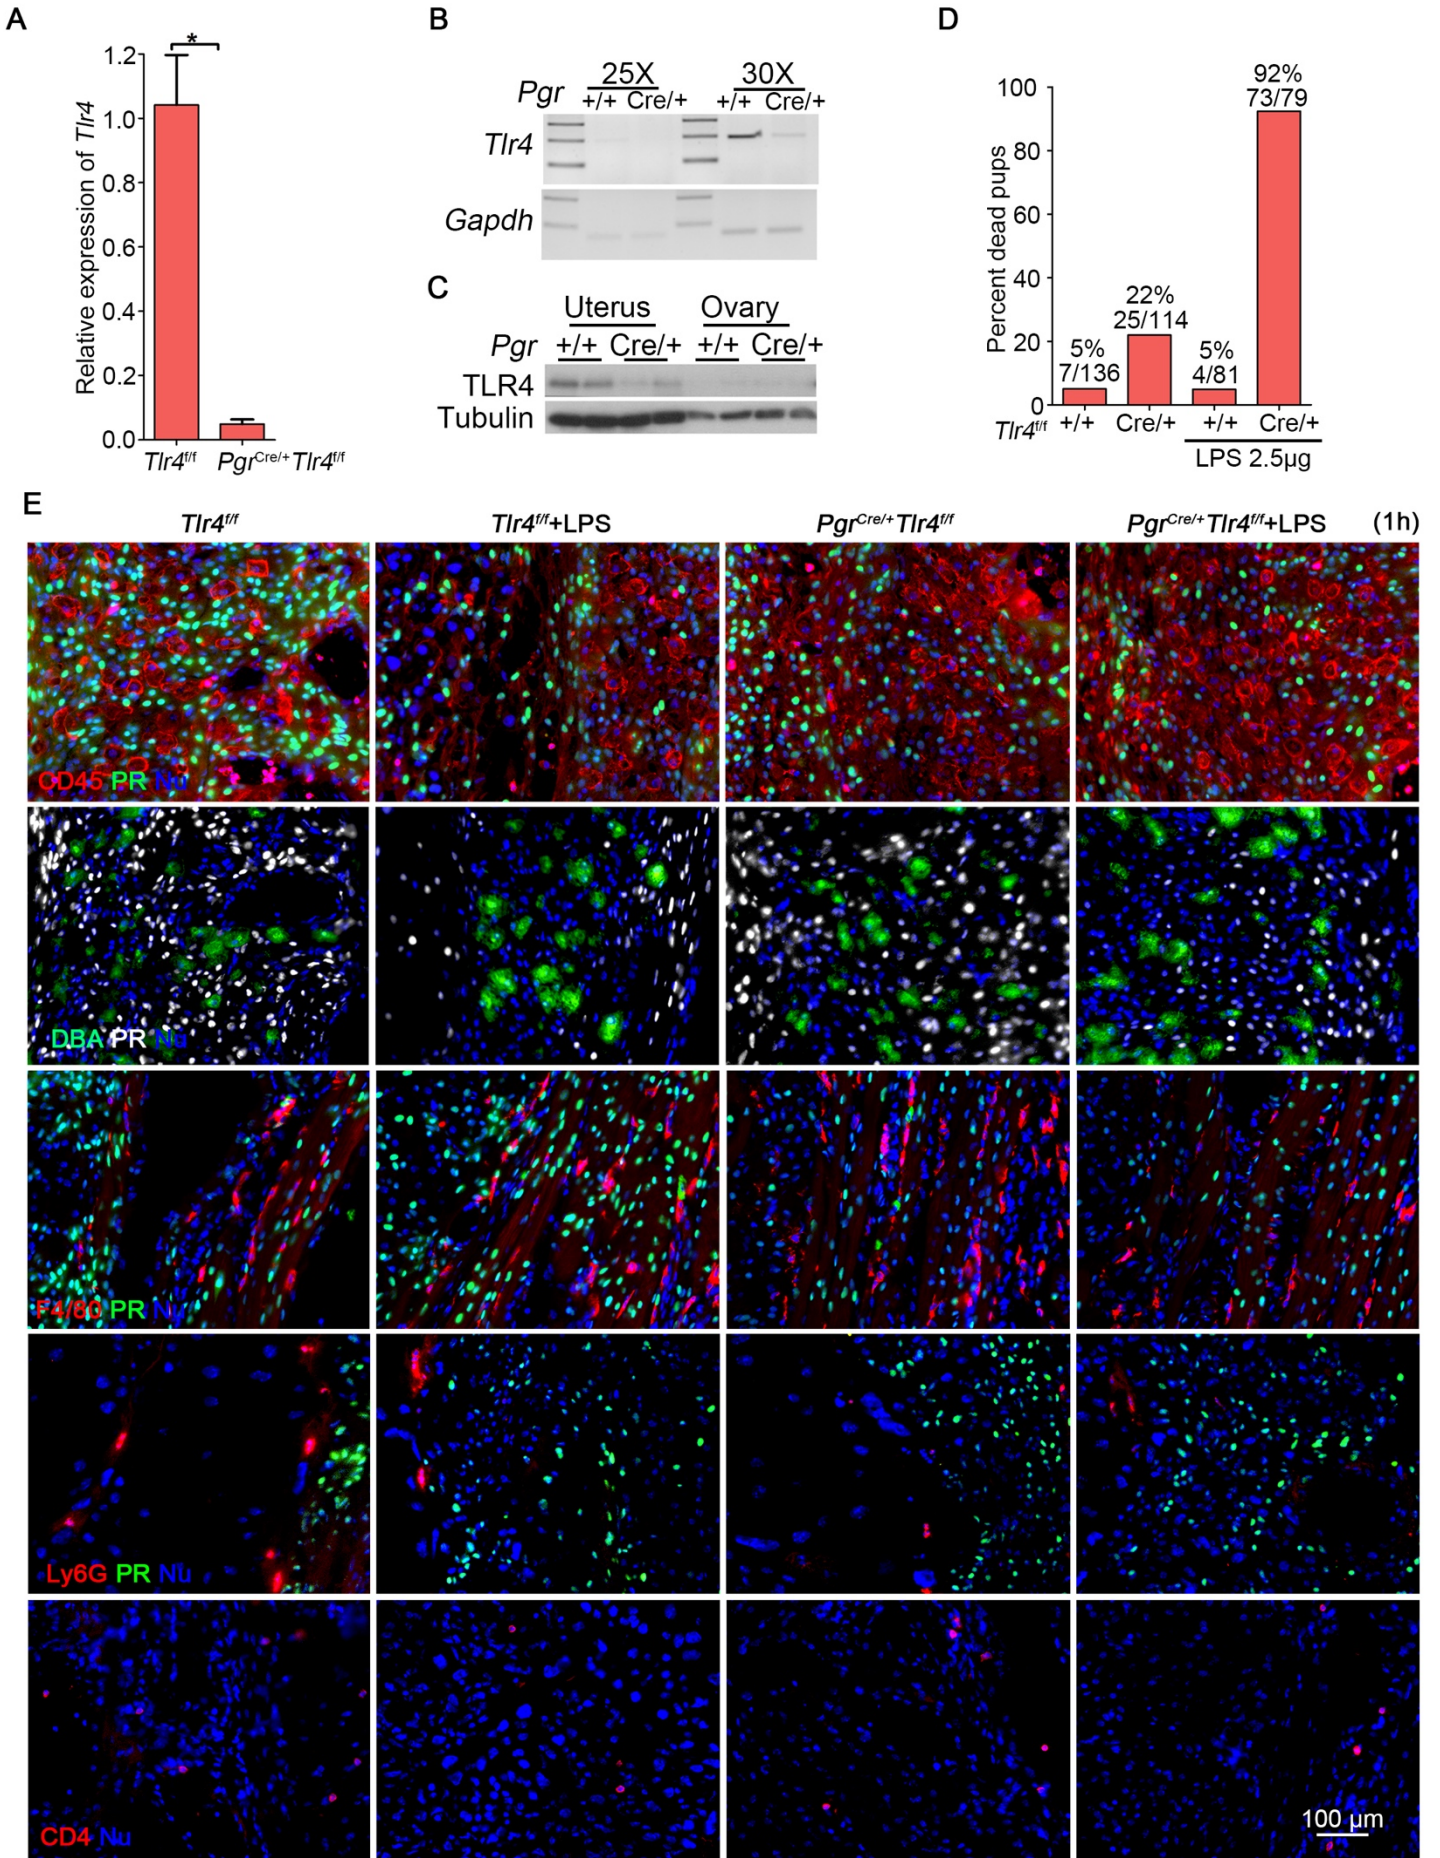 A
*
1.2
1.0
0.8
0.6
0.4
0.2
0.0
Relative expression of Tlr4
Tlr4f/f PgrCre/+Tlr4f/f
B
25X 30X
Pgr +/+ Cre/+ +/+ Cre/+
Tlr4
Gapdh
C
Uterus Ovary
Pgr +/+ Cre/+ +/+ Cre/+
TLR4
Tubulin
D
100
80
60
40
20
0
Percent dead pups
5%
7/136
22%
25/114
5%
4/81
92%
73/79
Tlr4f/f +/+ Cre/+ +/+ Cre/+
LPS 2.5µg
E
Tlr4f/f Tlr4f/f+LPS PgrCre/+Tlr4f/f PgrCre/+Tlr4f/f+LPS (1h)
CD45 PR Nu
DBA PR Nu
F4/80 PR Nu
Ly6G PR Nu
CD4 Nu
100 µm